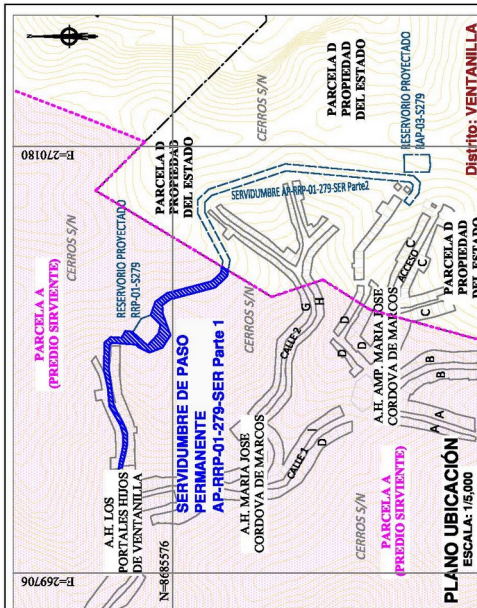 PARCELA A
(PREDIO SIRVIENTE)
CERROS S/N
E=270180
CERROS S/N
PARCELA D
PROPIEDAD
DEL ESTADO
RESERVORIO PROYECTADO
RAP-03-S279
Distrito: VENTANILLA
PARCELA D
PROPIEDAD
DEL ESTADO
RESERVORIO PROYECTADO
RRP-01-S279
SERVIDUMBRE AP-RRP-01-279-SER Parte2
CERROS S/N
A.H. LOS
PORTALES HIJOS
DE VENTANILLA
SERVIDUMBRE DE PASO
PERMANENTE
AP-RRP-01-279-SER Parte 1
A.H. MARIA JOSE
CORDOVA DE MARCOS
CALLE 2
G
H
CALLE 1
I
D
D
D
D
A.H. AMP. MARIA JOSE
CORDOVA DE MARCOS
ACCESO C
C
C
C
PARCELA D
PROPIEDAD
DEL ESTADO
B
B
A
A
CERROS S/N
PARCELA A
(PREDIO SIRVIENTE)
N=8685576
E=269706
PLANO UBICACIÓN
ESCALA: 1/5,000